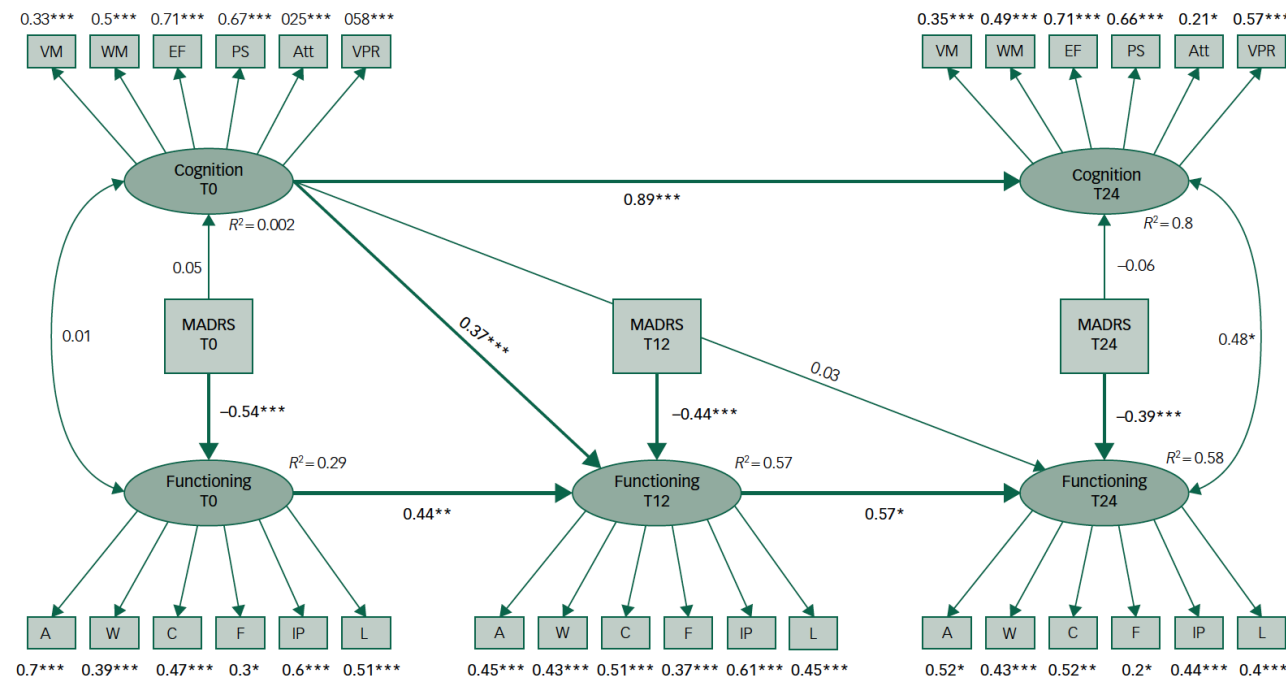 0.33*** 0.5*** 0.71*** 0.67*** 025*** 058*** 0.35*** 0.49*** 0.71*** 0.66*** 0.21* 0.57***
VM WM EF PS Att VPR VM WM EF PS Att VPR
Cognition
T0
Cognition
T24
0.89***
R² = 0.002
R² = 0.8
0.05
–0.06
MADRS
T0
MADRS
T12
MADRS
T24
0.01
0.37***
0.48*
0.03
–0.54***
–0.44***
–0.39***
R² = 0.29
R² = 0.57
R² = 0.58
Functioning
T0
Functioning
T12
Functioning
T24
0.44**
0.57*
A W C F IP L A W C F IP L A W C F IP L
0.7*** 0.39*** 0.47*** 0.3* 0.6*** 0.51*** 0.45*** 0.43*** 0.51*** 0.37*** 0.61*** 0.45*** 0.52* 0.43*** 0.52** 0.2* 0.44*** 0.4***